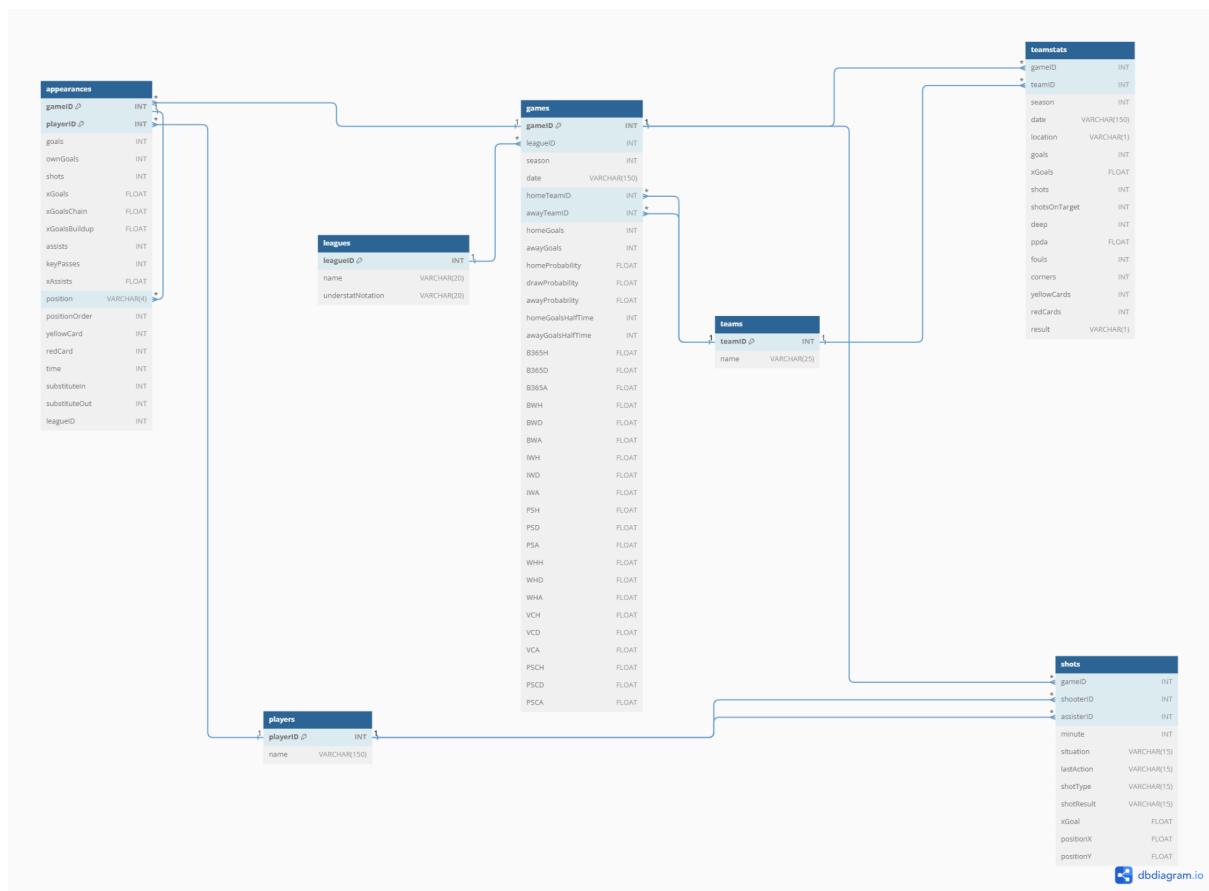 appearances
gameID INT
playerID INT
goals INT
ownGoals INT
shots INT
xGoals FLOAT
xGoalsChain FLOAT
xGoalsBuildup FLOAT
assists INT
keyPasses INT
xAssists FLOAT
position VARCHAR(4)
positionOrder INT
yellowCard INT
redCard INT
time INT
substituteIn INT
substituteOut INT
leagueID INT
* 1 * *
leagues
leagueID INT
name VARCHAR(20)
understatNotation VARCHAR(20)
1
players
playerID INT
name VARCHAR(150)
1 1
games
gameID INT
leagueID INT
season INT
date VARCHAR(150)
homeTeamID INT
awayTeamID INT
homeGoals INT
awayGoals INT
homeProbability FLOAT
drawProbability FLOAT
awayProbability FLOAT
homeGoalsHalfTime INT
awayGoalsHalfTime INT
B365H FLOAT
B365D FLOAT
B365A FLOAT
BWH FLOAT
BWD FLOAT
BWA FLOAT
IWH FLOAT
IWD FLOAT
IWA FLOAT
PSH FLOAT
PSD FLOAT
PSA FLOAT
WHH FLOAT
WHD FLOAT
WHA FLOAT
VCH FLOAT
VCD FLOAT
VCA FLOAT
PSCH FLOAT
PSCD FLOAT
PSCA FLOAT
1 * 1 * *
teams
teamID INT
name VARCHAR(25)
1 1
teamstats
gameID INT
teamID INT
season INT
date VARCHAR(150)
location VARCHAR(1)
goals INT
xGoals FLOAT
shots INT
shotsOnTarget INT
deep INT
ppda FLOAT
fouls INT
corners INT
yellowCards INT
redCards INT
result VARCHAR(1)
* *
shots
gameID INT
shooterID INT
assisterID INT
minute INT
situation VARCHAR(15)
lastAction VARCHAR(15)
shotType VARCHAR(15)
shotResult VARCHAR(15)
xGoal FLOAT
positionX FLOAT
positionY FLOAT
* * *
dbdiagram.io